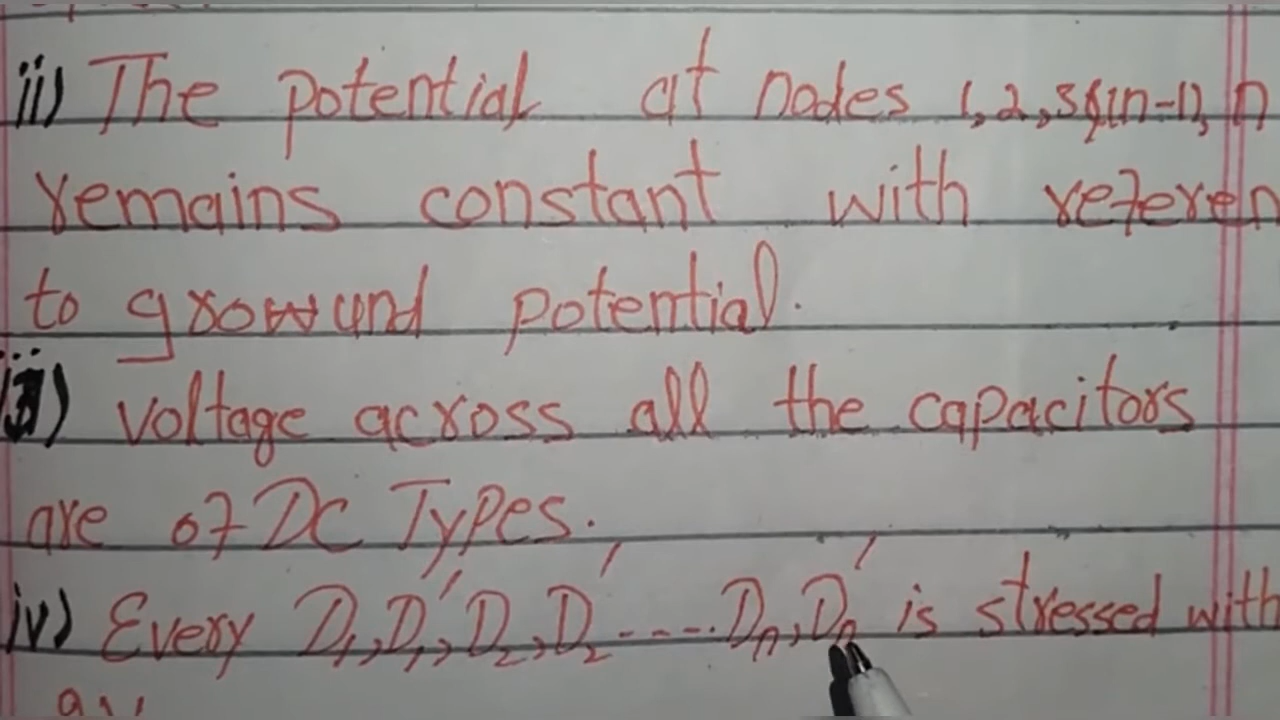 ii) The potential at nodes 1,2,3&(n-1), n
remains constant with referen
to growund potential.
iii) Voltage across all the capacitors
are of DC Types.
iv) Every D₁, D₁', D₂, D₂' ----. Dₙ, Dₙ' is stressed with